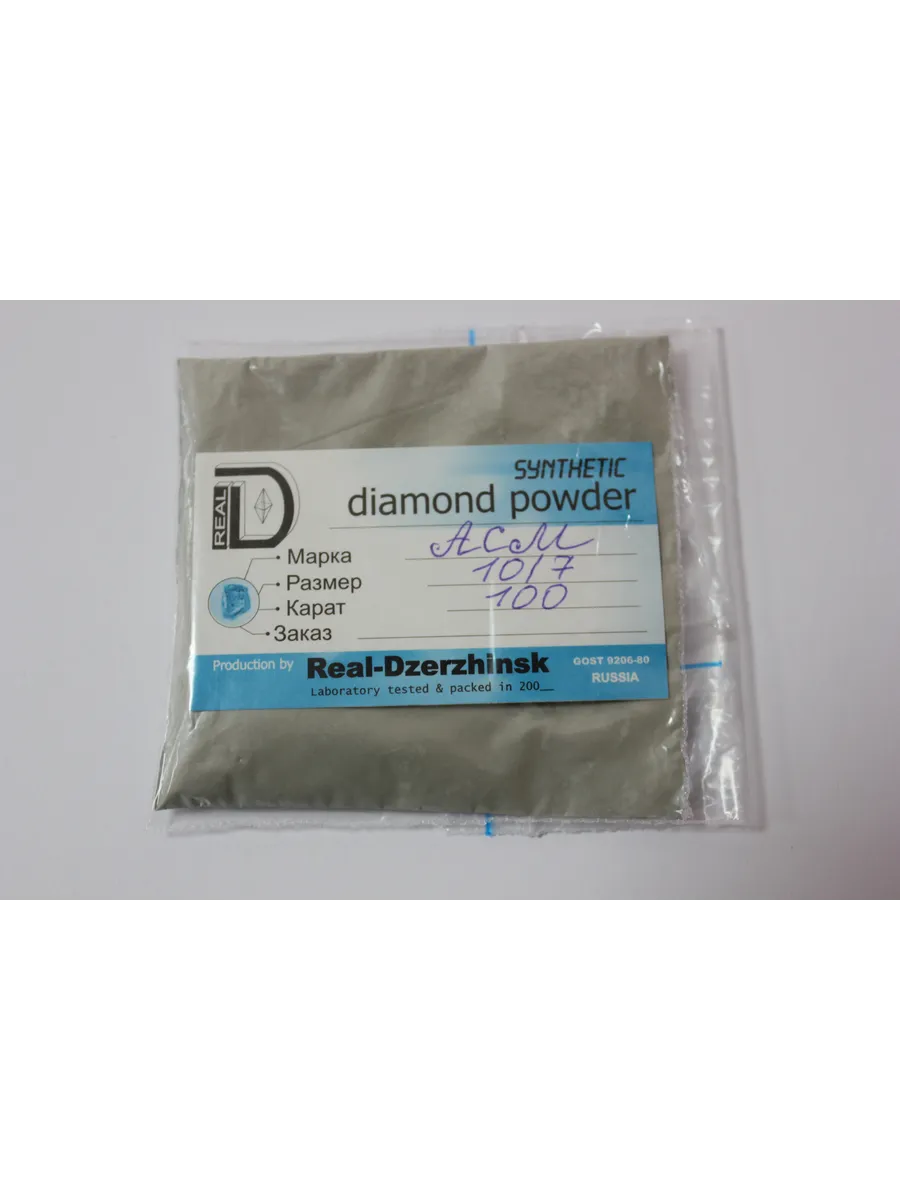 REAL
SYNTHETIC
diamond powder
Марка АСМ
Размер 10/7
Карат 100
Заказ
Production by Real-Dzerzhinsk GOST 9206-80
Laboratory tested & packed in 200__ RUSSIA